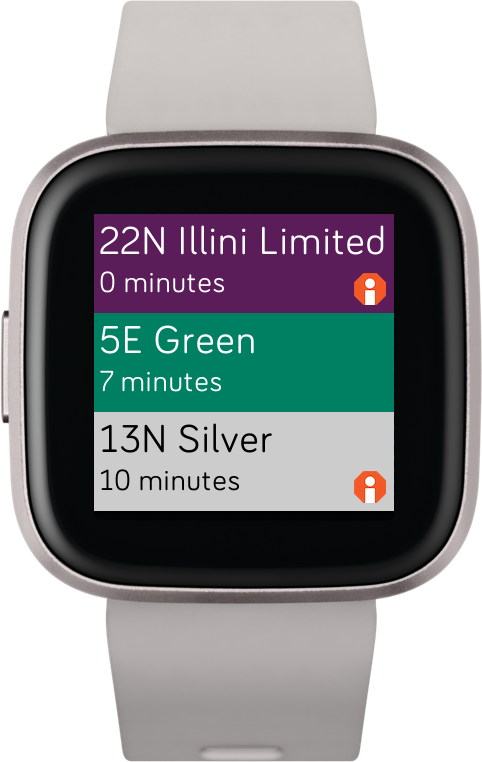 22N Illini Limited
0 minutes
5E Green
7 minutes
13N Silver
10 minutes